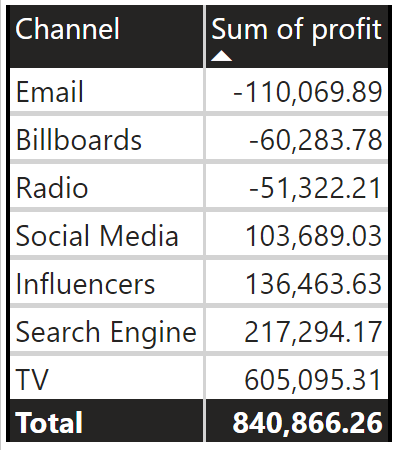 Channel Sum of profit
Email -110,069.89
Billboards -60,283.78
Radio -51,322.21
Social Media 103,689.03
Influencers 136,463.63
Search Engine 217,294.17
TV 605,095.31
Total 840,866.26